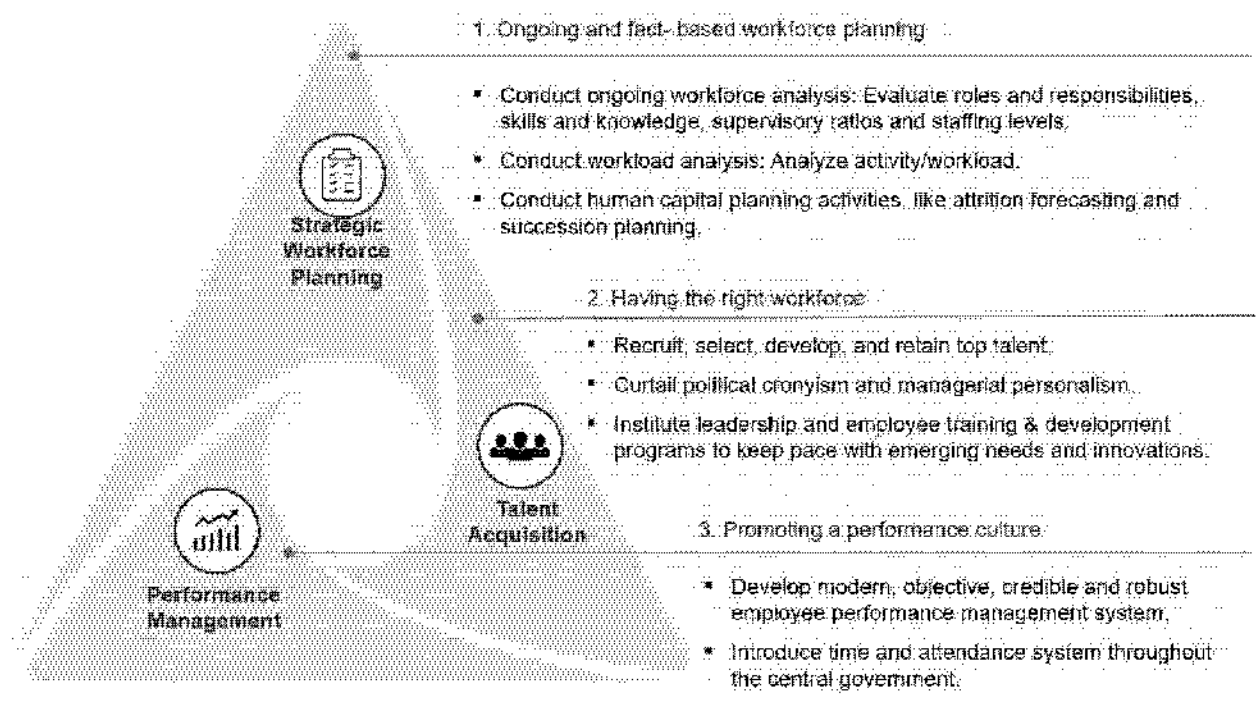 1. Ongoing and fact- based workforce planning
▪ Conduct ongoing workforce analysis: Evaluate roles and responsibilities,
skills and knowledge, supervisory ratios and staffing levels.
▪ Conduct workload analysis: Analyze activity/workload.
▪ Conduct human capital planning activities, like attrition forecasting and
succession planning.
Strategic
Workforce
Planning
2. Having the right workforce
▪ Recruit, select, develop, and retain top talent.
▪ Curtail political cronyism and managerial personalism.
▪ Institute leadership and employee training & development
programs to keep pace with emerging needs and innovations.
Talent
Acquisition
3. Promoting a performance culture
▪ Develop modern, objective, credible and robust
employee performance management system.
▪ Introduce time and attendance system throughout
the central government.
Performance
Management